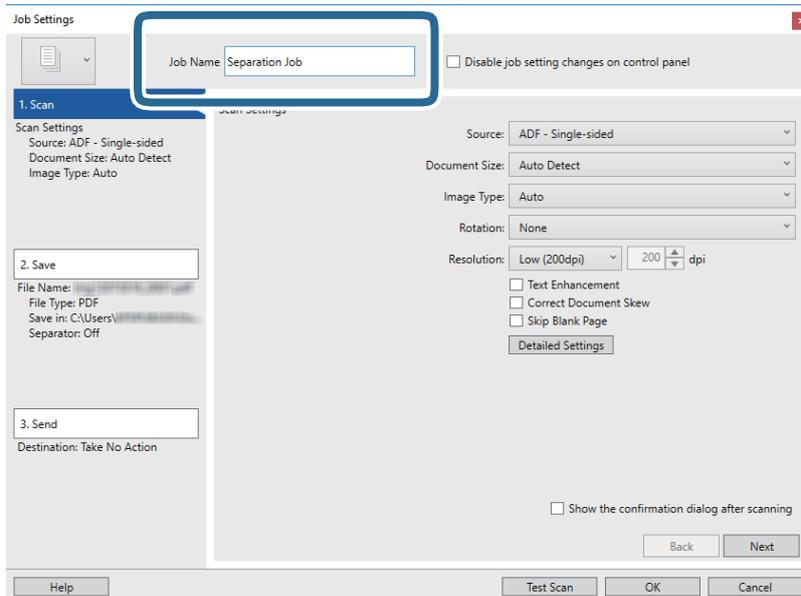 Job Settings
Job Name Separation Job
Disable job setting changes on control panel
1. Scan
Scan Settings
Source: ADF - Single-sided
Document Size: Auto Detect
Image Type: Auto
2. Save
File Name:
File Type: PDF
Save in: C:\Users\
Separator: Off
3. Send
Destination: Take No Action
Scan Settings
Source: ADF - Single-sided
Document Size: Auto Detect
Image Type: Auto
Rotation: None
Resolution: Low (200dpi) 200 dpi
Text Enhancement
Correct Document Skew
Skip Blank Page
Detailed Settings
Show the confirmation dialog after scanning
Back Next
Help Test Scan OK Cancel